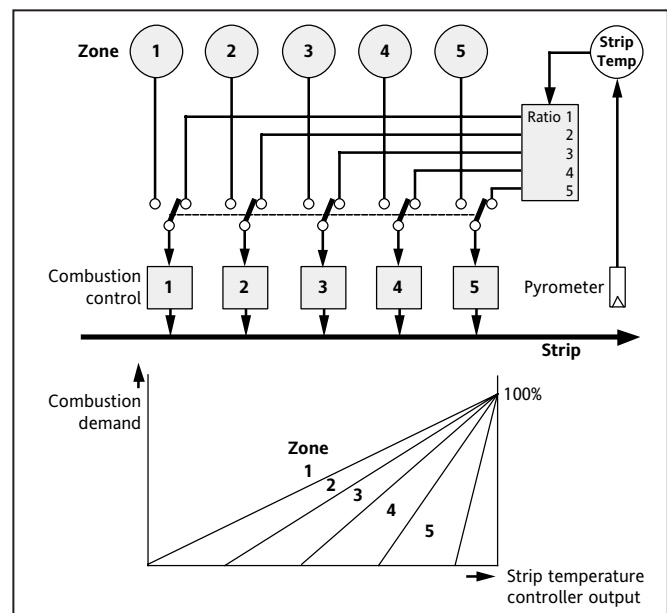 Zone 1 2 3 4 5 Strip
Temp
Ratio 1
2
3
4
5
Combustion
control
1 2 3 4 5 Pyrometer
Strip
Combustion
demand
100%
Zone
1
2
3
4
5
Strip temperature
controller output